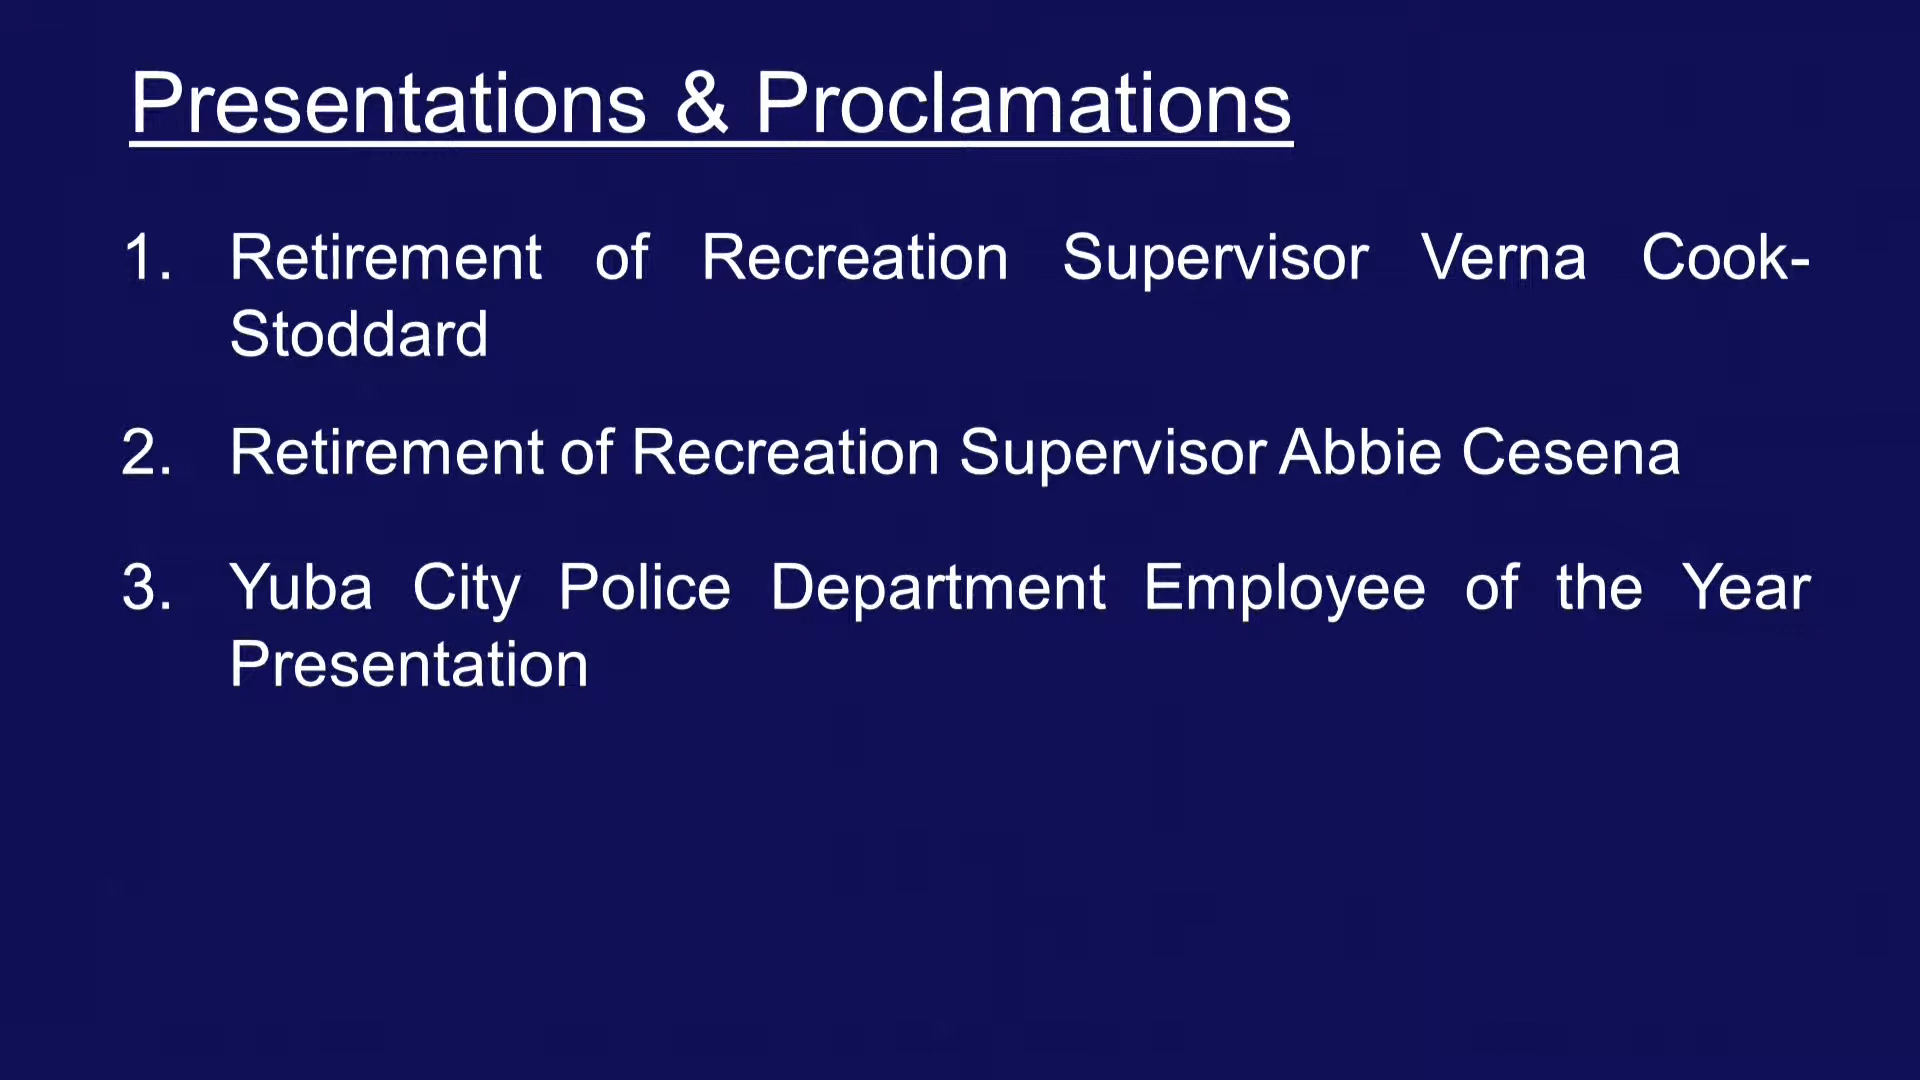 Presentations & Proclamations
1. Retirement of Recreation Supervisor Verna Cook-
Stoddard
2. Retirement of Recreation Supervisor Abbie Cesena
3. Yuba City Police Department Employee of the Year
Presentation